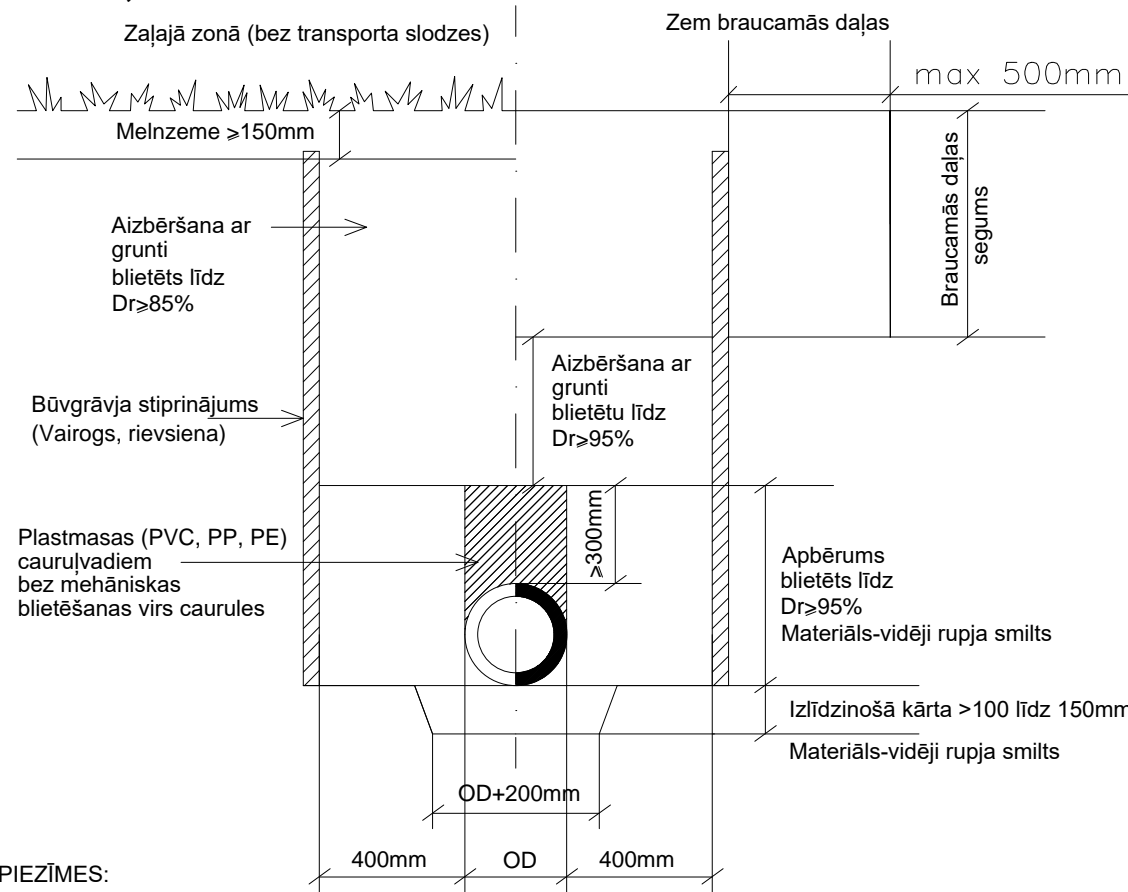 Zaļajā zonā (bez transporta slodzes)
Zem braucamās daļas
max 500mm
Melnzeme ≥150mm
Braucamās daļas
segums
Aizbēršana ar
grunti
blietēts līdz
Dr≥85%
Aizbēršana ar
grunti
blietētu līdz
Dr≥95%
Būvgrāvja stiprinājums
(Vairogs, rievsiena)
≥300mm
Plastmasas (PVC, PP, PE)
cauruļvadiem
bez mehāniskas
blietēšanas virs caurules
Apbērums
blietēts līdz
Dr≥95%
Materiāls-vidēji rupja smilts
Izlīdzinošā kārta >100 līdz 150mm
Materiāls-vidēji rupja smilts
OD+200mm
400mm
OD
400mm
PIEZĪMES: